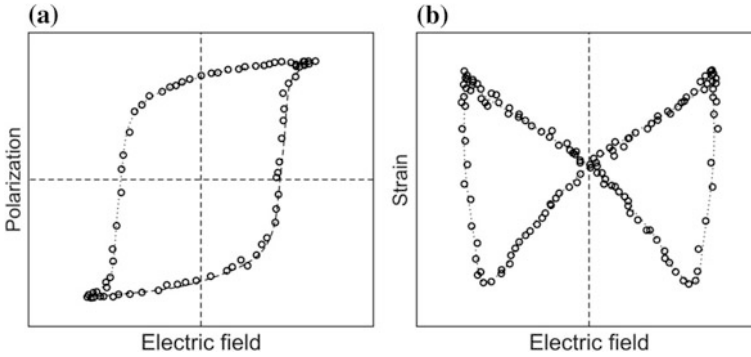 (a)
Polarization
Electric field
(b)
Strain
Electric field